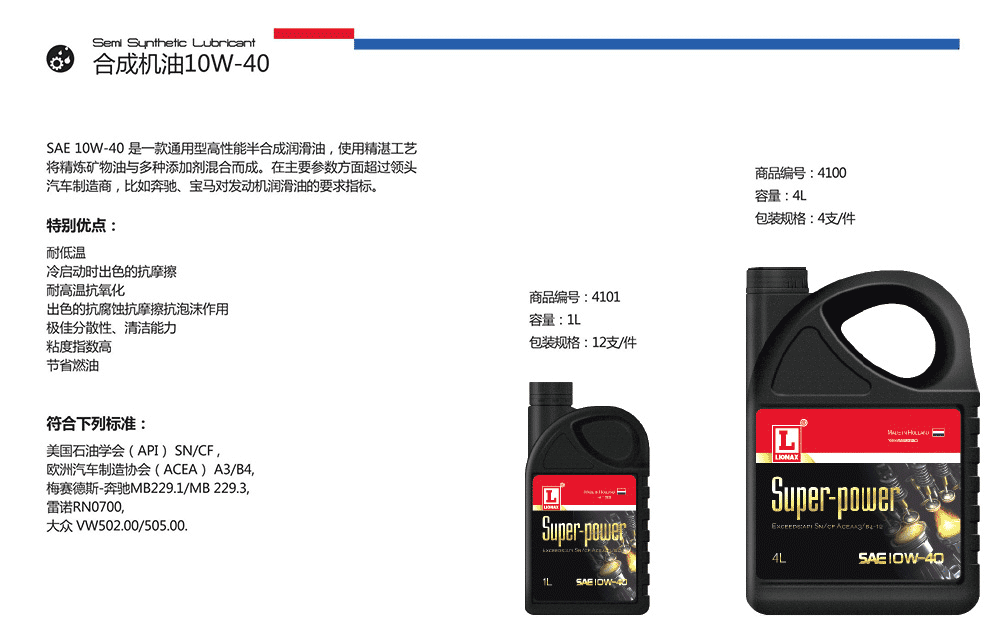 Semi Synthetic Lubricant
合成机油10W-40
SAE 10W-40 是一款通用型高性能半合成润滑油，使用精湛工艺
将精炼矿物油与多种添加剂混合而成。在主要参数方面超过领头
汽车制造商，比如奔驰、宝马对发动机润滑油的要求指标。
特别优点：
耐低温
冷启动时出色的抗摩擦
耐高温抗氧化
出色的抗腐蚀抗摩擦抗泡沫作用
极佳分散性、清洁能力
粘度指数高
节省燃油
符合下列标准：
美国石油学会（API） SN/CF ,
欧洲汽车制造协会（ACEA） A3/B4,
梅赛德斯-奔驰MB229.1/MB 229.3,
雷诺RN0700,
大众 VW502.00/505.00.
商品编号：4101
容量：1L
包装规格：12支/件
L
LIONAX
MADE IN HOLLAND
Super-power
1L
SAE10W-40
商品编号：4100
容量：4L
包装规格：4支/件
L
LIONAX
MADE IN HOLLAND
Super-power
EXCEEDS:API SN/CF ACEA A3/B4-10
4L
SAE10W-40